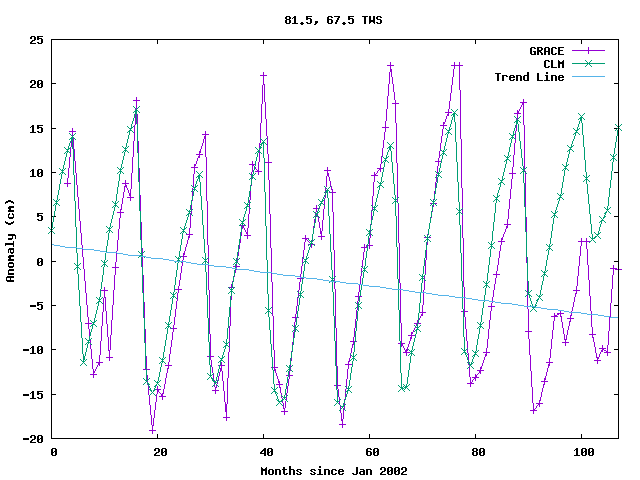 81.5, 67.5 TWS
GRACE
CLM
Trend Line
Anomaly (cm)
25
20
15
10
5
0
-5
-10
-15
-20
0 20 40 60 80 100
Months since Jan 2002